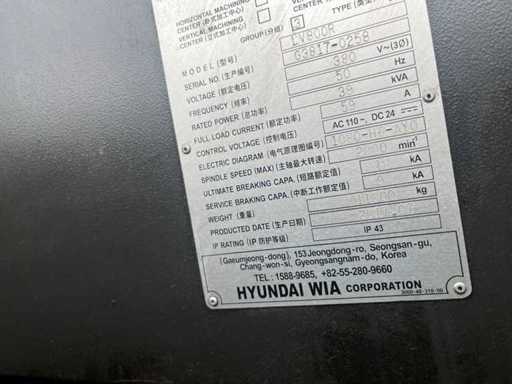 HORIZONTAL MACHINING
CENTER (卧式加工中心)
VERTICAL MACHINING
CENTER (立式加工中心)
GROUP (分组) 3 TYPE
MODEL (型号)
SERIAL NO. (生产编号) G3817-0258
VOLTAGE (额定电压) 380 V~(3Ø)
FREQUENCY (频率) 50 Hz
RATED POWER (总功率) 39 kVA
FULL LOAD CURRENT (额定功率) 59 A
CONTROL VOLTAGE (控制电压) AC 110~, DC 24
ELECTRIC DIAGRAM (电气原理图编号)
SPINDLE SPEED (MAX) (主轴最大转速) min⁻¹
ULTIMATE BREAKING CAPA. (短路额定值) kA
SERVICE BREAKING CAPA. (中断工作额定值) kA
WEIGHT (重量) kg
PRODUCTED DATE (生产日期)
IP RATING (IP 防护等级) IP 43
(Gaeumjeong-dong), 153Jeongdong-ro, Seongsan-gu,
Chang-won-si, Gyeongsangnam-do, Korea
TEL : 1588-9685, +82-55-280-9660
HYUNDAI WIA CORPORATION